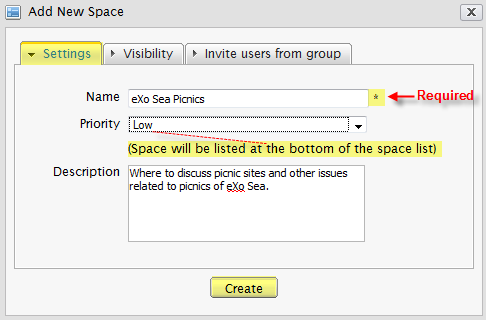 Add New Space
Settings Visibility Invite users from group
Name eXo Sea Picnics * Required
Priority Low
(Space will be listed at the bottom of the space list)
Description Where to discuss picnic sites and other issues
related to picnics of eXo Sea.
Create